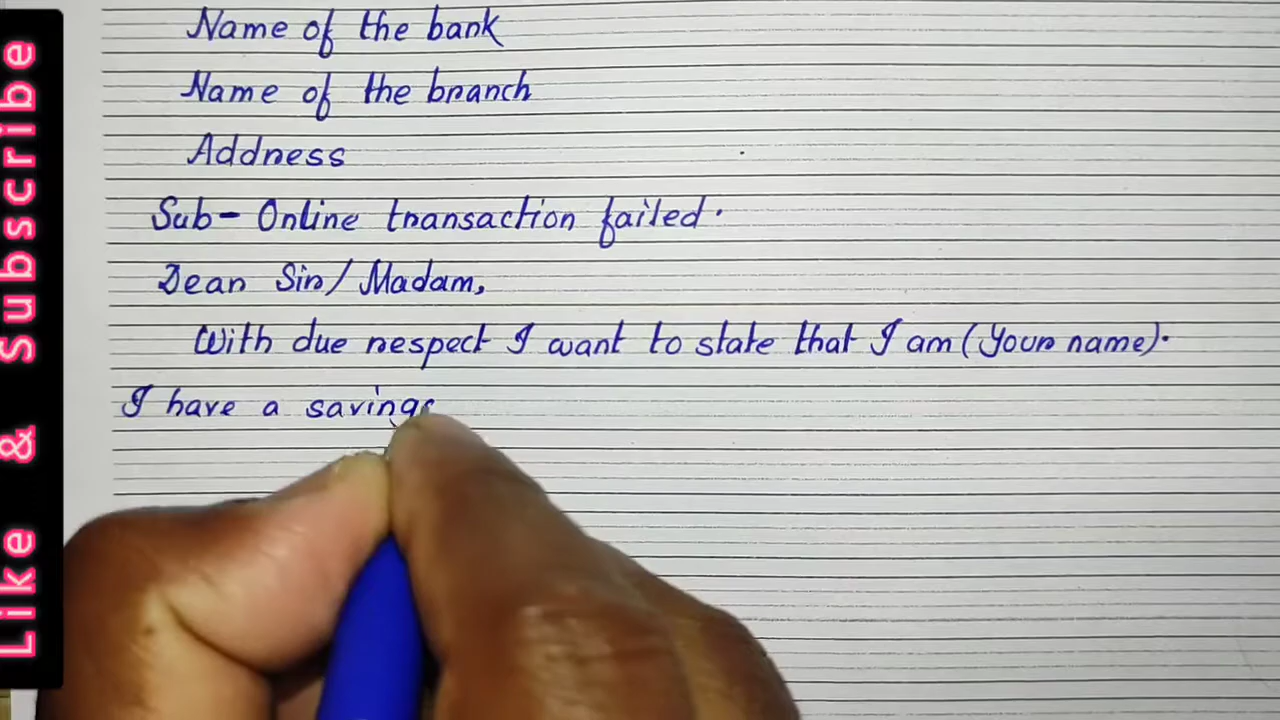 Name of the bank
Name of the branch
Address
Sub- Online transaction failed.
Dear Sir/ Madam,
With due respect I want to state that I am (Your name).
I have a savings
Like & Subscribe